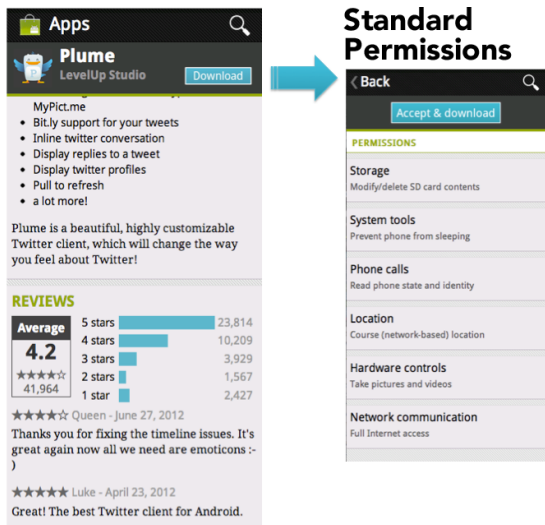 Apps
Plume
LevelUp Studio
Download
MyPict.me
• Bit.ly support for your tweets
• Inline twitter conversation
• Display replies to a tweet
• Display twitter profiles
• Pull to refresh
• a lot more!
Plume is a beautiful, highly customizable
Twitter client, which will change the way
you feel about Twitter!
REVIEWS
Average
4.2
★★★★☆
41,964
5 stars 23,814
4 stars 10,209
3 stars 3,929
2 stars 1,567
1 star 2,427
★★★★☆ Queen - June 27, 2012
Thanks you for fixing the timeline issues. It's
great again now all we need are emoticons :-
)
★★★★★ Luke - April 23, 2012
Great! The best Twitter client for Android.
Standard
Permissions
Back
Accept & download
PERMISSIONS
Storage
Modify/delete SD card contents
System tools
Prevent phone from sleeping
Phone calls
Read phone state and identity
Location
Course (network-based) location
Hardware controls
Take pictures and videos
Network communication
Full Internet access